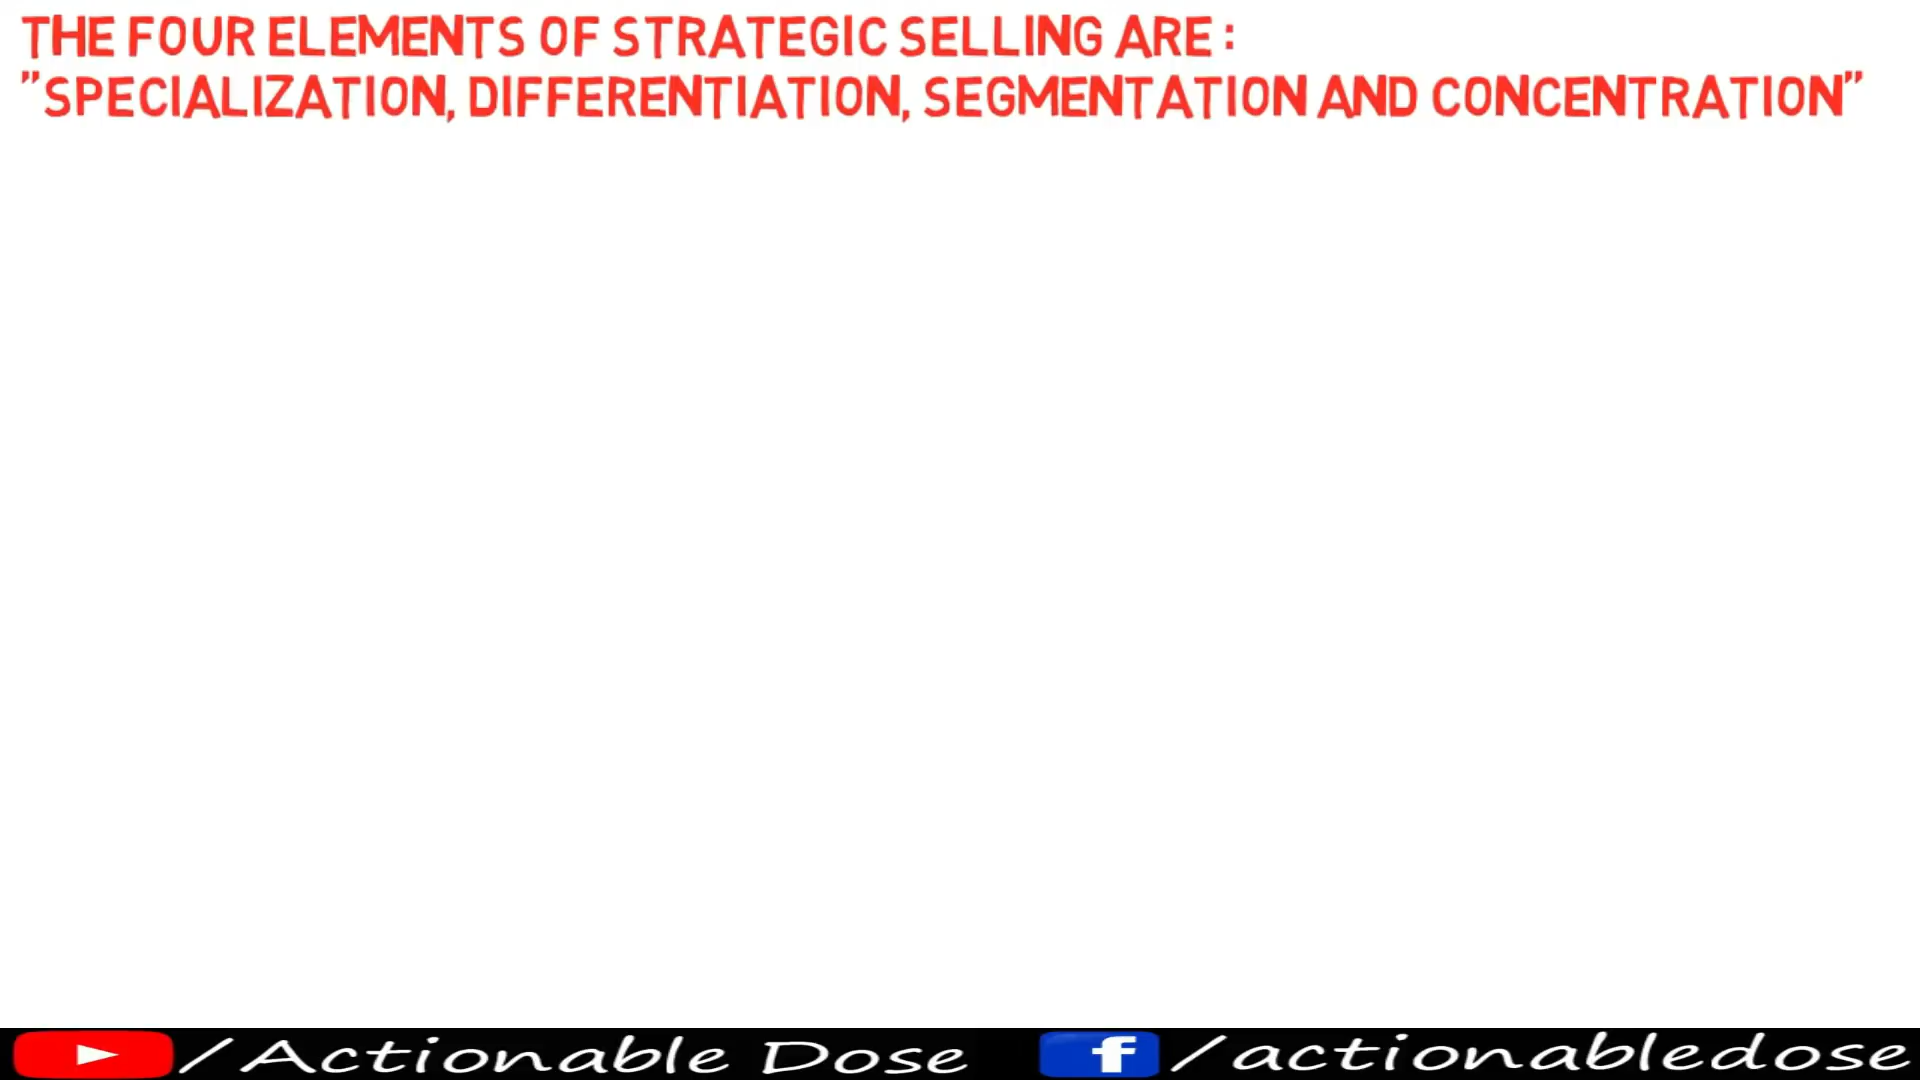 THE FOUR ELEMENTS OF STRATEGIC SELLING ARE :
"SPECIALIZATION, DIFFERENTIATION, SEGMENTATION AND CONCENTRATION"
/Actionable Dose f/actionabledose